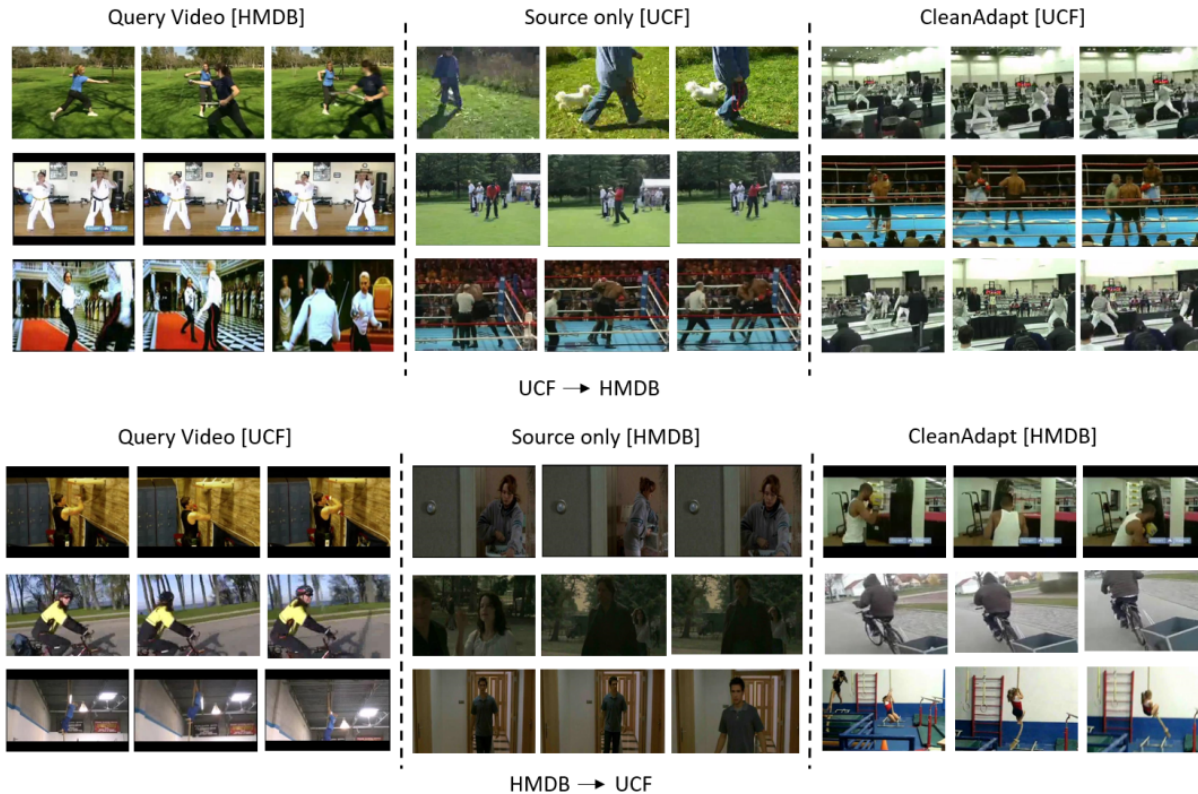 Query Video [HMDB]
Source only [UCF]
CleanAdapt [UCF]
UCF → HMDB
Query Video [UCF]
Source only [HMDB]
CleanAdapt [HMDB]
HMDB → UCF